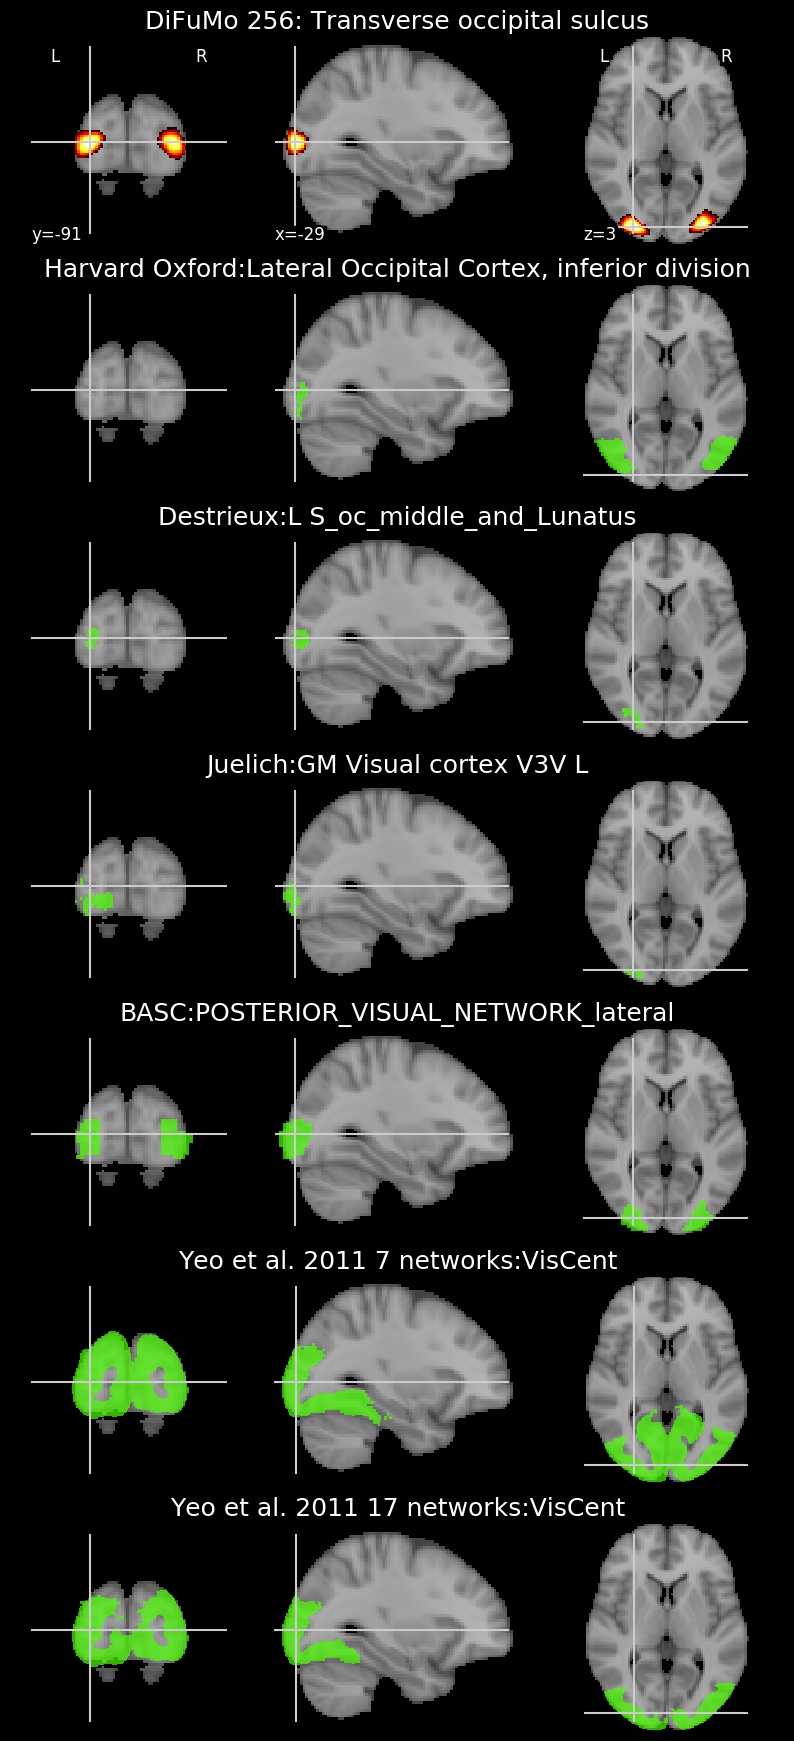 DiFuMo 256: Transverse occipital sulcus
L R L R
y=-91 x=-29 z=3
Harvard Oxford:Lateral Occipital Cortex, inferior division
Destrieux:L S_oc_middle_and_Lunatus
Juelich:GM Visual cortex V3V L
BASC:POSTERIOR_VISUAL_NETWORK_lateral
Yeo et al. 2011 7 networks:VisCent
Yeo et al. 2011 17 networks:VisCent